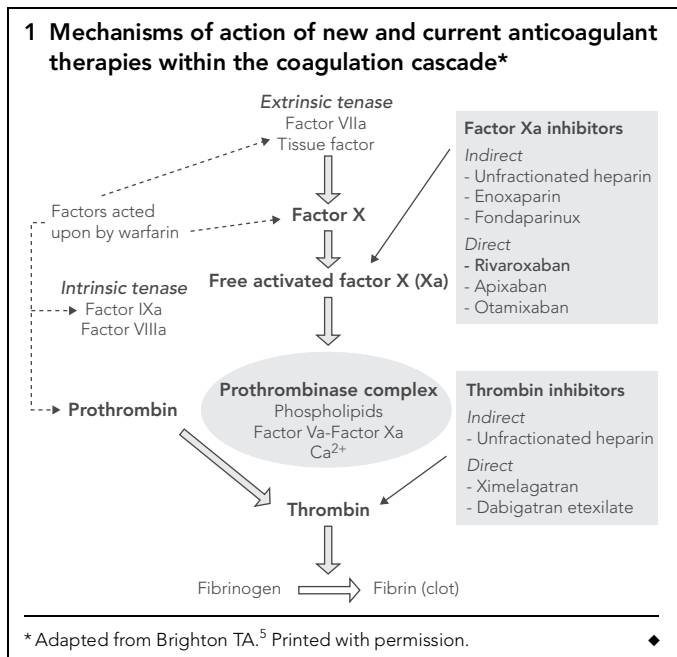 1 Mechanisms of action of new and current anticoagulant
therapies within the coagulation cascade*
Extrinsic tenase
Factor VIIa
Tissue factor
Factors acted
upon by warfarin
Factor X
Free activated factor X (Xa)
Intrinsic tenase
Factor IXa
Factor VIIIa
Factor Xa inhibitors
Indirect
- Unfractionated heparin
- Enoxaparin
- Fondaparinux
Direct
- Rivaroxaban
- Apixaban
- Otamixaban
Prothrombin
Prothrombinase complex
Phospholipids
Factor Va-Factor Xa
Ca²⁺
Thrombin inhibitors
Indirect
- Unfractionated heparin
Direct
- Ximelagatran
- Dabigatran etexilate
Thrombin
Fibrinogen
Fibrin (clot)
* Adapted from Brighton TA.⁵ Printed with permission. ◆